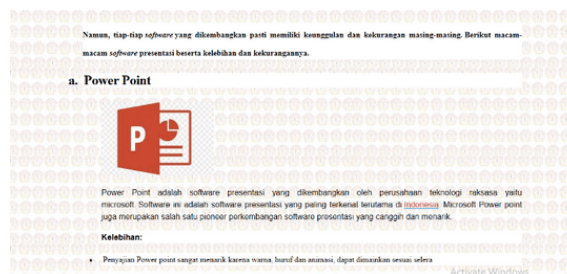 Namun, tiap-tiap software yang dikembangkan pasti memiliki keunggulan dan kekurangan masing-masing. Berikut macam-
macam software presentasi beserta kelebihan dan kekurangannya.
a. Power Point
P
Power Point adalah software presentasi yang dikembangkan oleh perusahaan teknologi raksasa yaitu
microsoft. Software ini adalah software presentasi yang paling terkenal terutama di Indonesia. Microsoft Power point
juga merupakan salah satu pioneer perkembangan software presentasi yang canggih dan menarik.
Kelebihan:
• Penyajian Power point sangat menarik karena warna, huruf dan animasi, dapat dimainkan sesuai selera
Activate Windows